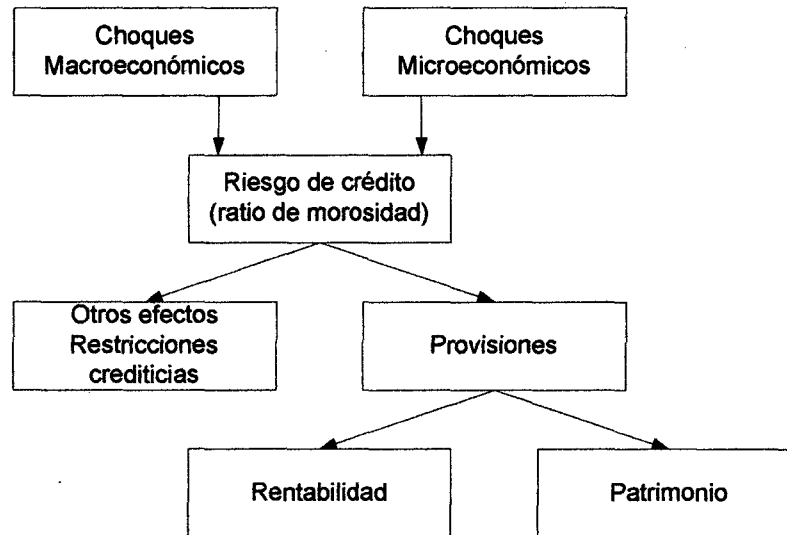 Choques
Macroeconómicos
Choques
Microeconómicos
Riesgo de crédito
(ratio de morosidad)
Otros efectos
Restricciones
crediticias
Provisiones
Rentabilidad
Patrimonio